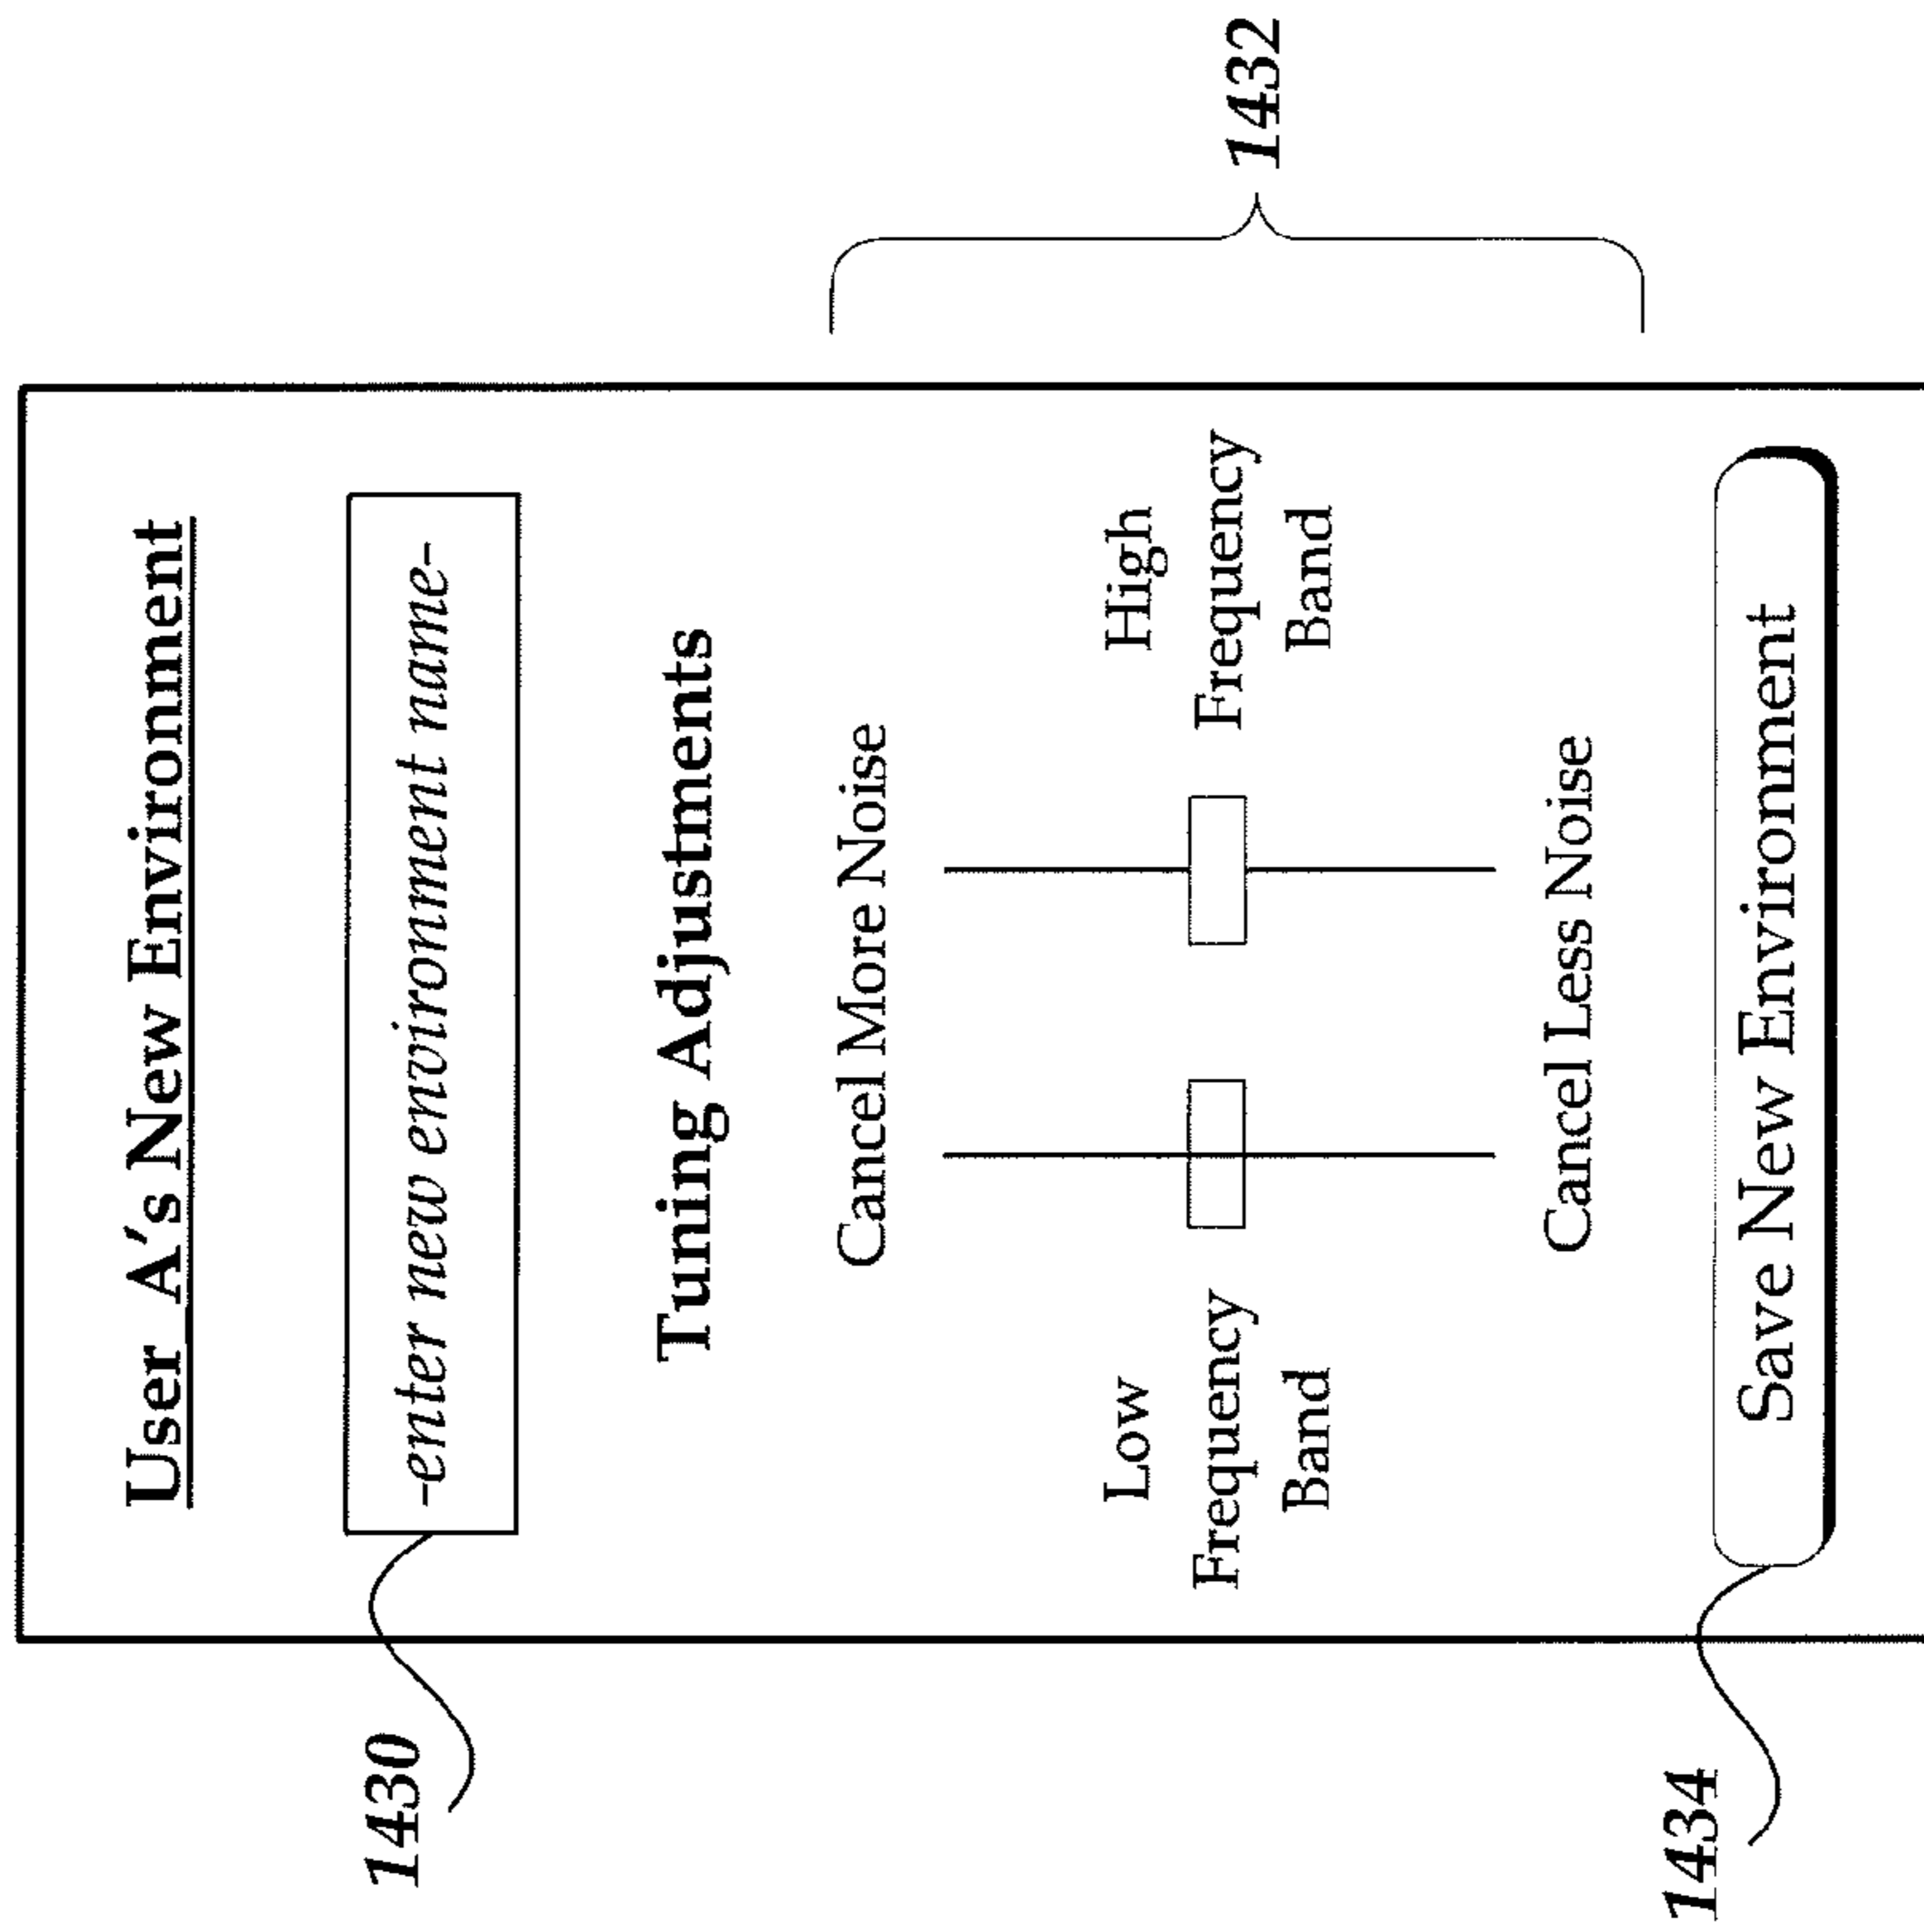 User A's New Environment
1430
-enter new environment name-
Tuning Adjustments
Cancel More Noise
Low
Frequency
Band
High
Frequency
Band
1432
Cancel Less Noise
1434
Save New Environment